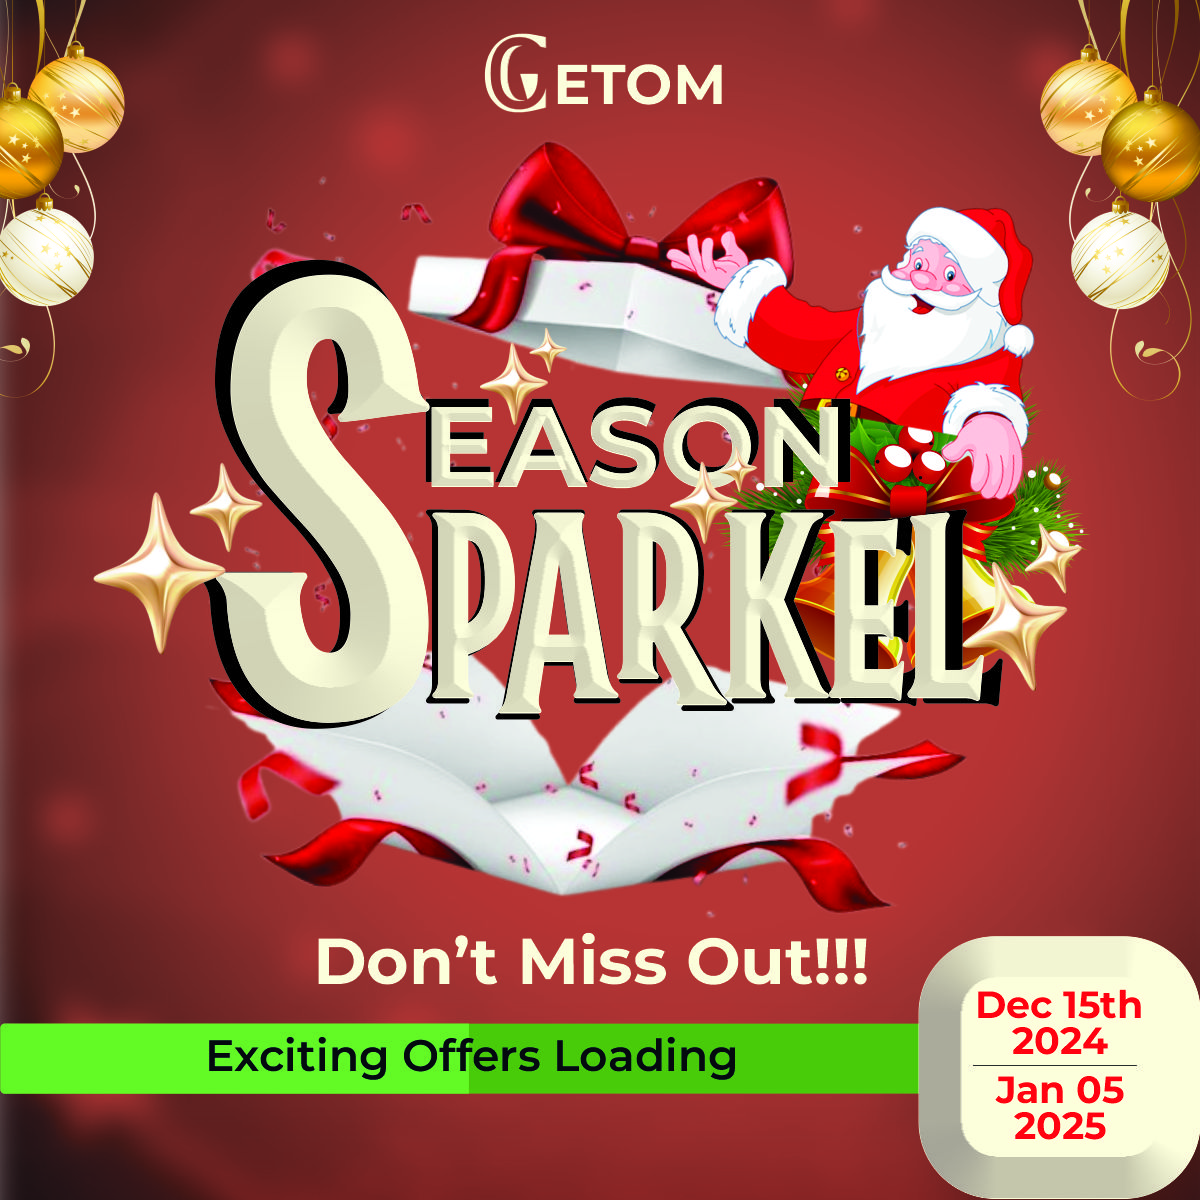 GETOM
SEASON
SPARKEL
Don't Miss Out!!!
Exciting Offers Loading
Dec 15th
2024
Jan 05
2025